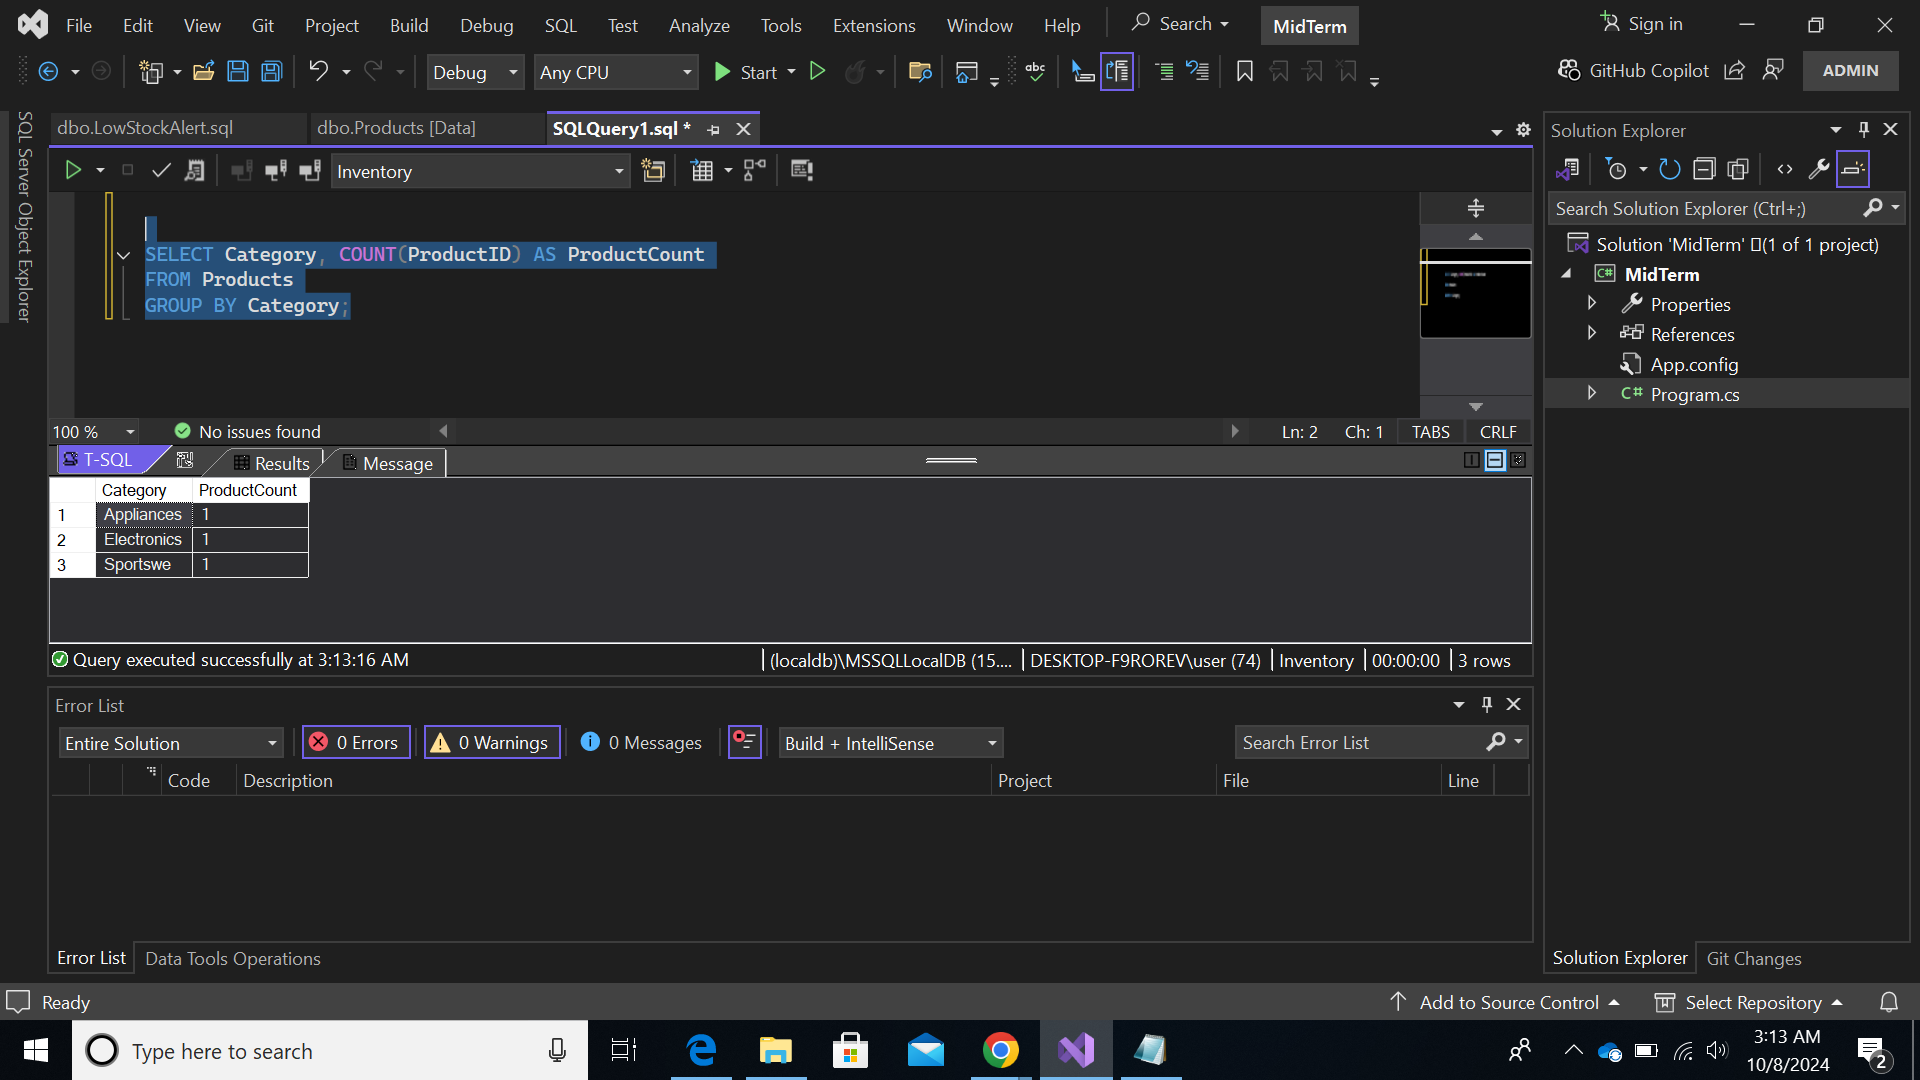 File Edit View Git Project Build Debug SQL Test Analyze Tools Extensions Window Help Search MidTerm Sign in
Debug Any CPU Start GitHub Copilot ADMIN
SQL Server Object Explorer
dbo.LowStockAlert.sql dbo.Products [Data] SQLQuery1.sql *
Inventory
SELECT Category, COUNT(ProductID) AS ProductCount
FROM Products
GROUP BY Category;
100 % No issues found Ln: 2 Ch: 1 TABS CRLF
T-SQL Results Message
Category ProductCount
1 Appliances 1
2 Electronics 1
3 Sportswe 1
Query executed successfully at 3:13:16 AM (localdb)\MSSQLLocalDB (15.... DESKTOP-F9ROREV\user (74) Inventory 00:00:00 3 rows
Error List
Entire Solution 0 Errors 0 Warnings 0 Messages Build + IntelliSense Search Error List
Code Description Project File Line
Error List Data Tools Operations
Solution Explorer
Search Solution Explorer (Ctrl+;)
Solution 'MidTerm' (1 of 1 project)
MidTerm
Properties
References
App.config
Program.cs
Solution Explorer Git Changes
Ready Add to Source Control Select Repository
Type here to search
3:13 AM
10/8/2024
2